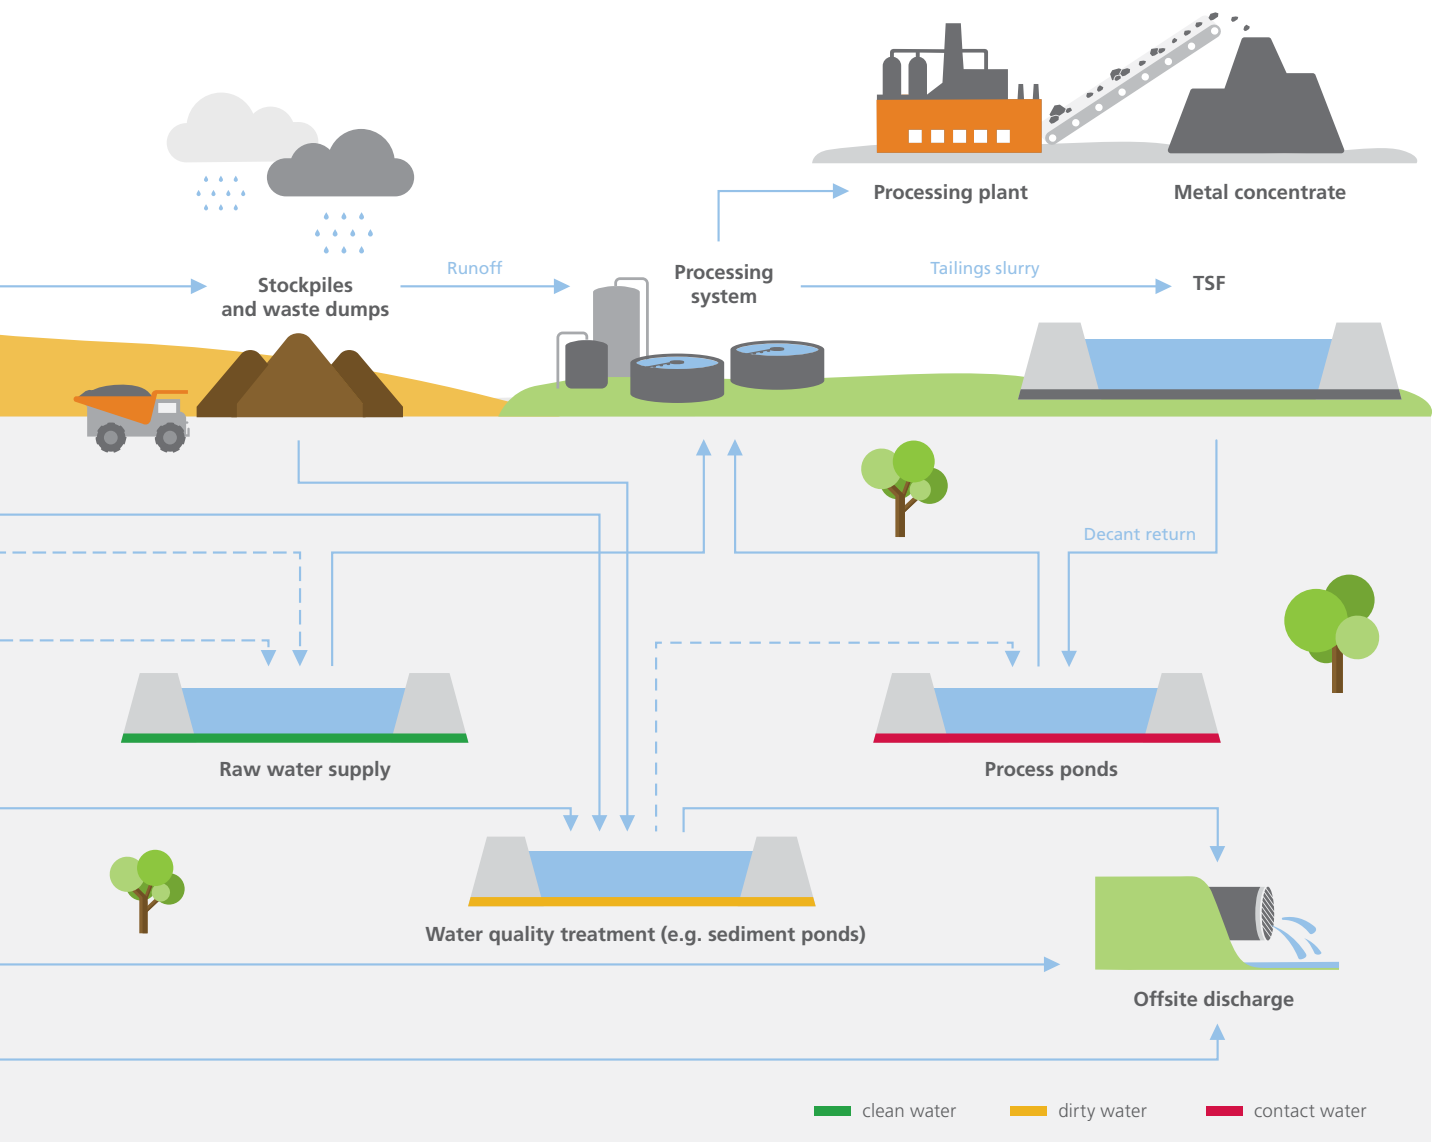 Processing plant
Metal concentrate
Stockpiles
and waste dumps
Runoff
Processing
system
Tailings slurry
TSF
Decant return
Raw water supply
Process ponds
Water quality treatment (e.g. sediment ponds)
Offsite discharge
clean water
dirty water
contact water